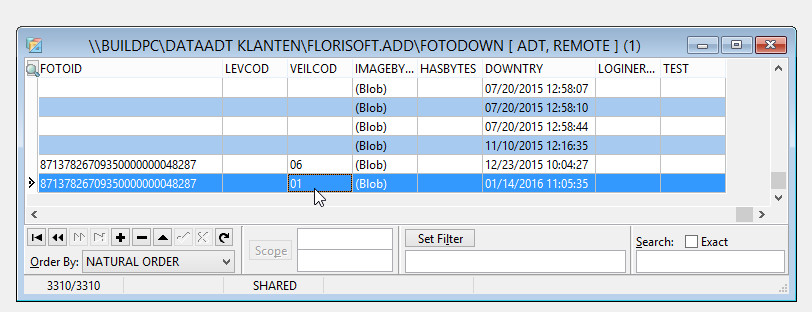 \\BUILDPC\DATAADT KLANTEN\FLORISOFT.ADD\FOTODOWN [ ADT, REMOTE ] (1)
FOTOID LEVCOD VEILCOD IMAGEBY... HASBYTES DOWNTRY LOGINER... TEST
(Blob) 07/20/2015 12:58:07
(Blob) 07/20/2015 12:58:10
(Blob) 07/20/2015 12:58:44
(Blob) 11/10/2015 12:16:35
87137826709350000000048287 06 (Blob) 12/23/2015 10:04:27
87137826709350000000048287 01 (Blob) 01/14/2016 11:05:35
Scope
Set Filter
Search: Exact
Order By: NATURAL ORDER
3310/3310 SHARED